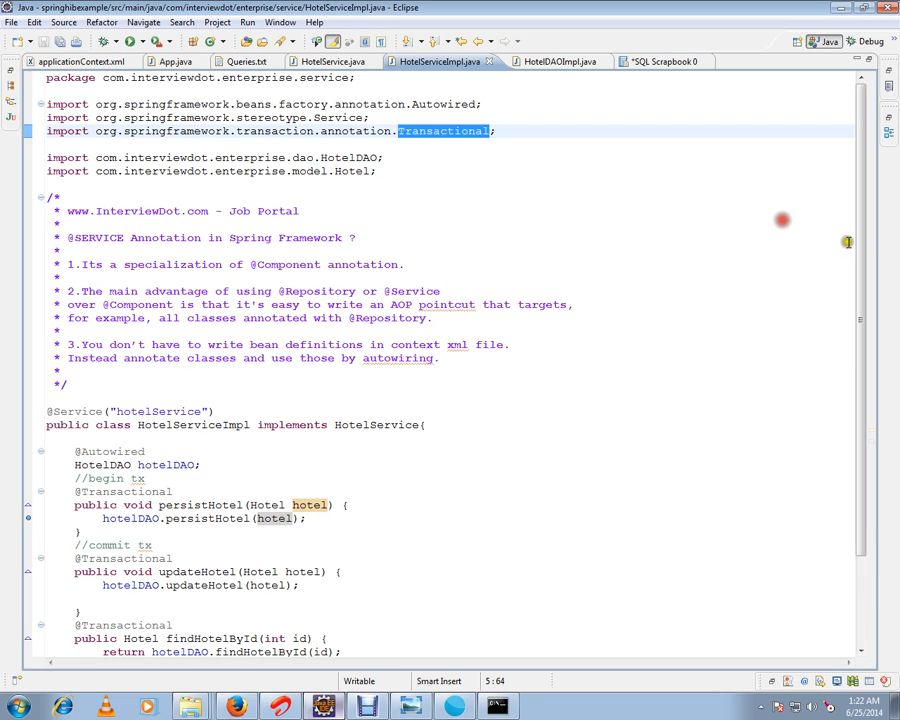 Java - springhibexample/src/main/java/com/interviewdot/enterprise/service/HotelServiceImpl.java - Eclipse
File Edit Source Refactor Navigate Search Project Run Window Help
Java Debug
applicationContext.xml App.java Queries.txt HotelService.java HotelServiceImpl.java HotelDAOImpl.java *SQL Scrapbook 0
package com.interviewdot.enterprise.service;
import org.springframework.beans.factory.annotation.Autowired;
import org.springframework.stereotype.Service;
import org.springframework.transaction.annotation.Transactional;
import com.interviewdot.enterprise.dao.HotelDAO;
import com.interviewdot.enterprise.model.Hotel;
/*
* www.InterviewDot.com - Job Portal
*
* @SERVICE Annotation in Spring Framework ?
*
* 1.Its a specialization of @Component annotation.
*
* 2.The main advantage of using @Repository or @Service
* over @Component is that it's easy to write an AOP pointcut that targets,
* for example, all classes annotated with @Repository.
*
* 3.You don’t have to write bean definitions in context xml file.
* Instead annotate classes and use those by autowiring.
*
*/
@Service("hotelService")
public class HotelServiceImpl implements HotelService{
@Autowired
HotelDAO hotelDAO;
//begin tx
@Transactional
public void persistHotel(Hotel hotel) {
hotelDAO.persistHotel(hotel);
}
//commit tx
@Transactional
public void updateHotel(Hotel hotel) {
hotelDAO.updateHotel(hotel);
}
@Transactional
public Hotel findHotelById(int id) {
return hotelDAO.findHotelById(id);
Writable Smart Insert 5 : 64
1:22 AM
6/25/2014